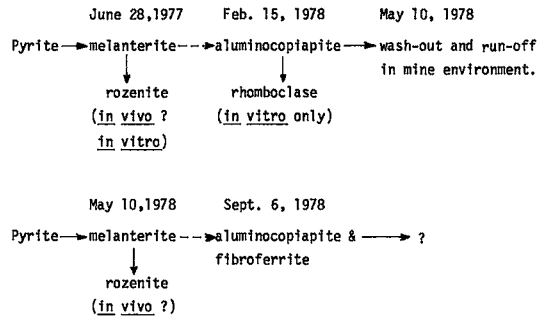 June 28,1977 Feb. 15, 1978 May 10, 1978
Pyrite melanterite aluminocopiapite wash-out and run-off
in mine environment.
rozenite rhomboclase
(in vivo ? (in vitro only)
in vitro)
May 10,1978 Sept. 6, 1978
Pyrite melanterite aluminocopiapite & ?
fibroferrite
rozenite
(in vivo ?)